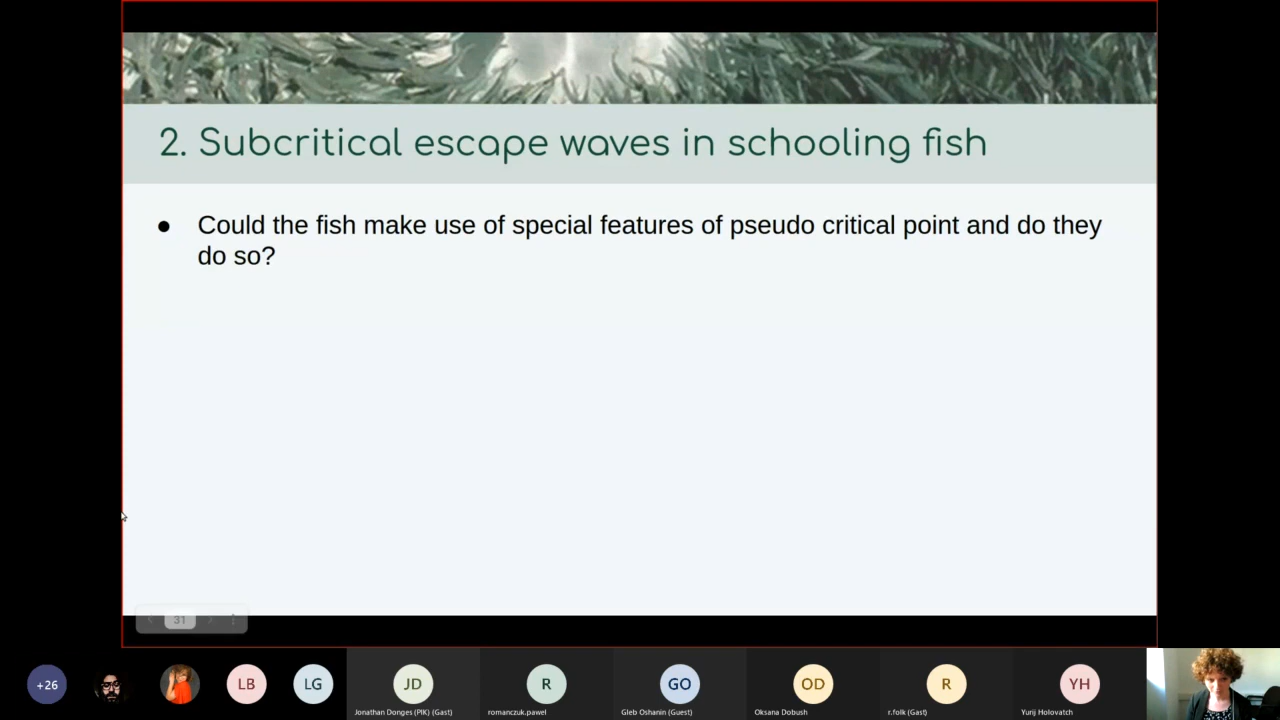 2. Subcritical escape waves in schooling fish
● Could the fish make use of special features of pseudo critical point and do they
do so?
31
+26
LB
LG
JD
R
GO
OD
R
YH
Jonathan Donges (PIK) (Gast)
romanczuk.pawel
Gleb Oshanin (Guest)
Oksana Dobush
r.folk (Gast)
Yurij Holovatch